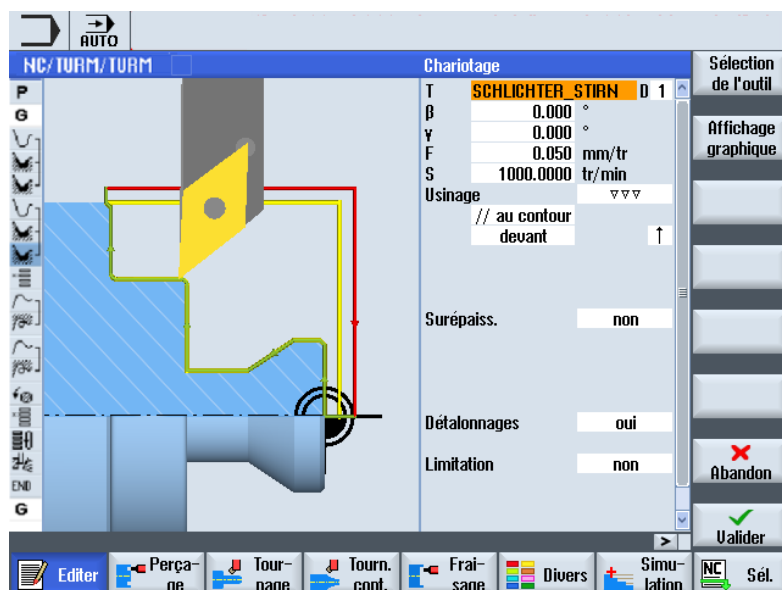 AUTO
NC/TURM/TURM
Chariotage
Sélection
de l'outil
P
T SCHLICHTER_STIRN D 1
G
β 0.000 °
γ 0.000 °
Affichage
graphique
F 0.050 mm/tr
S 1000.0000 tr/min
Usinage ▽▽▽
// au contour
devant ↑
Surépaiss. non
Détalonnages oui
Limitation non
Abandon
END
G
>
Valider
Editer
Perça-
ge
Tour-
nage
Tourn.
cont.
Frai-
sage
Divers
Simu-
lation
NC
Sél.